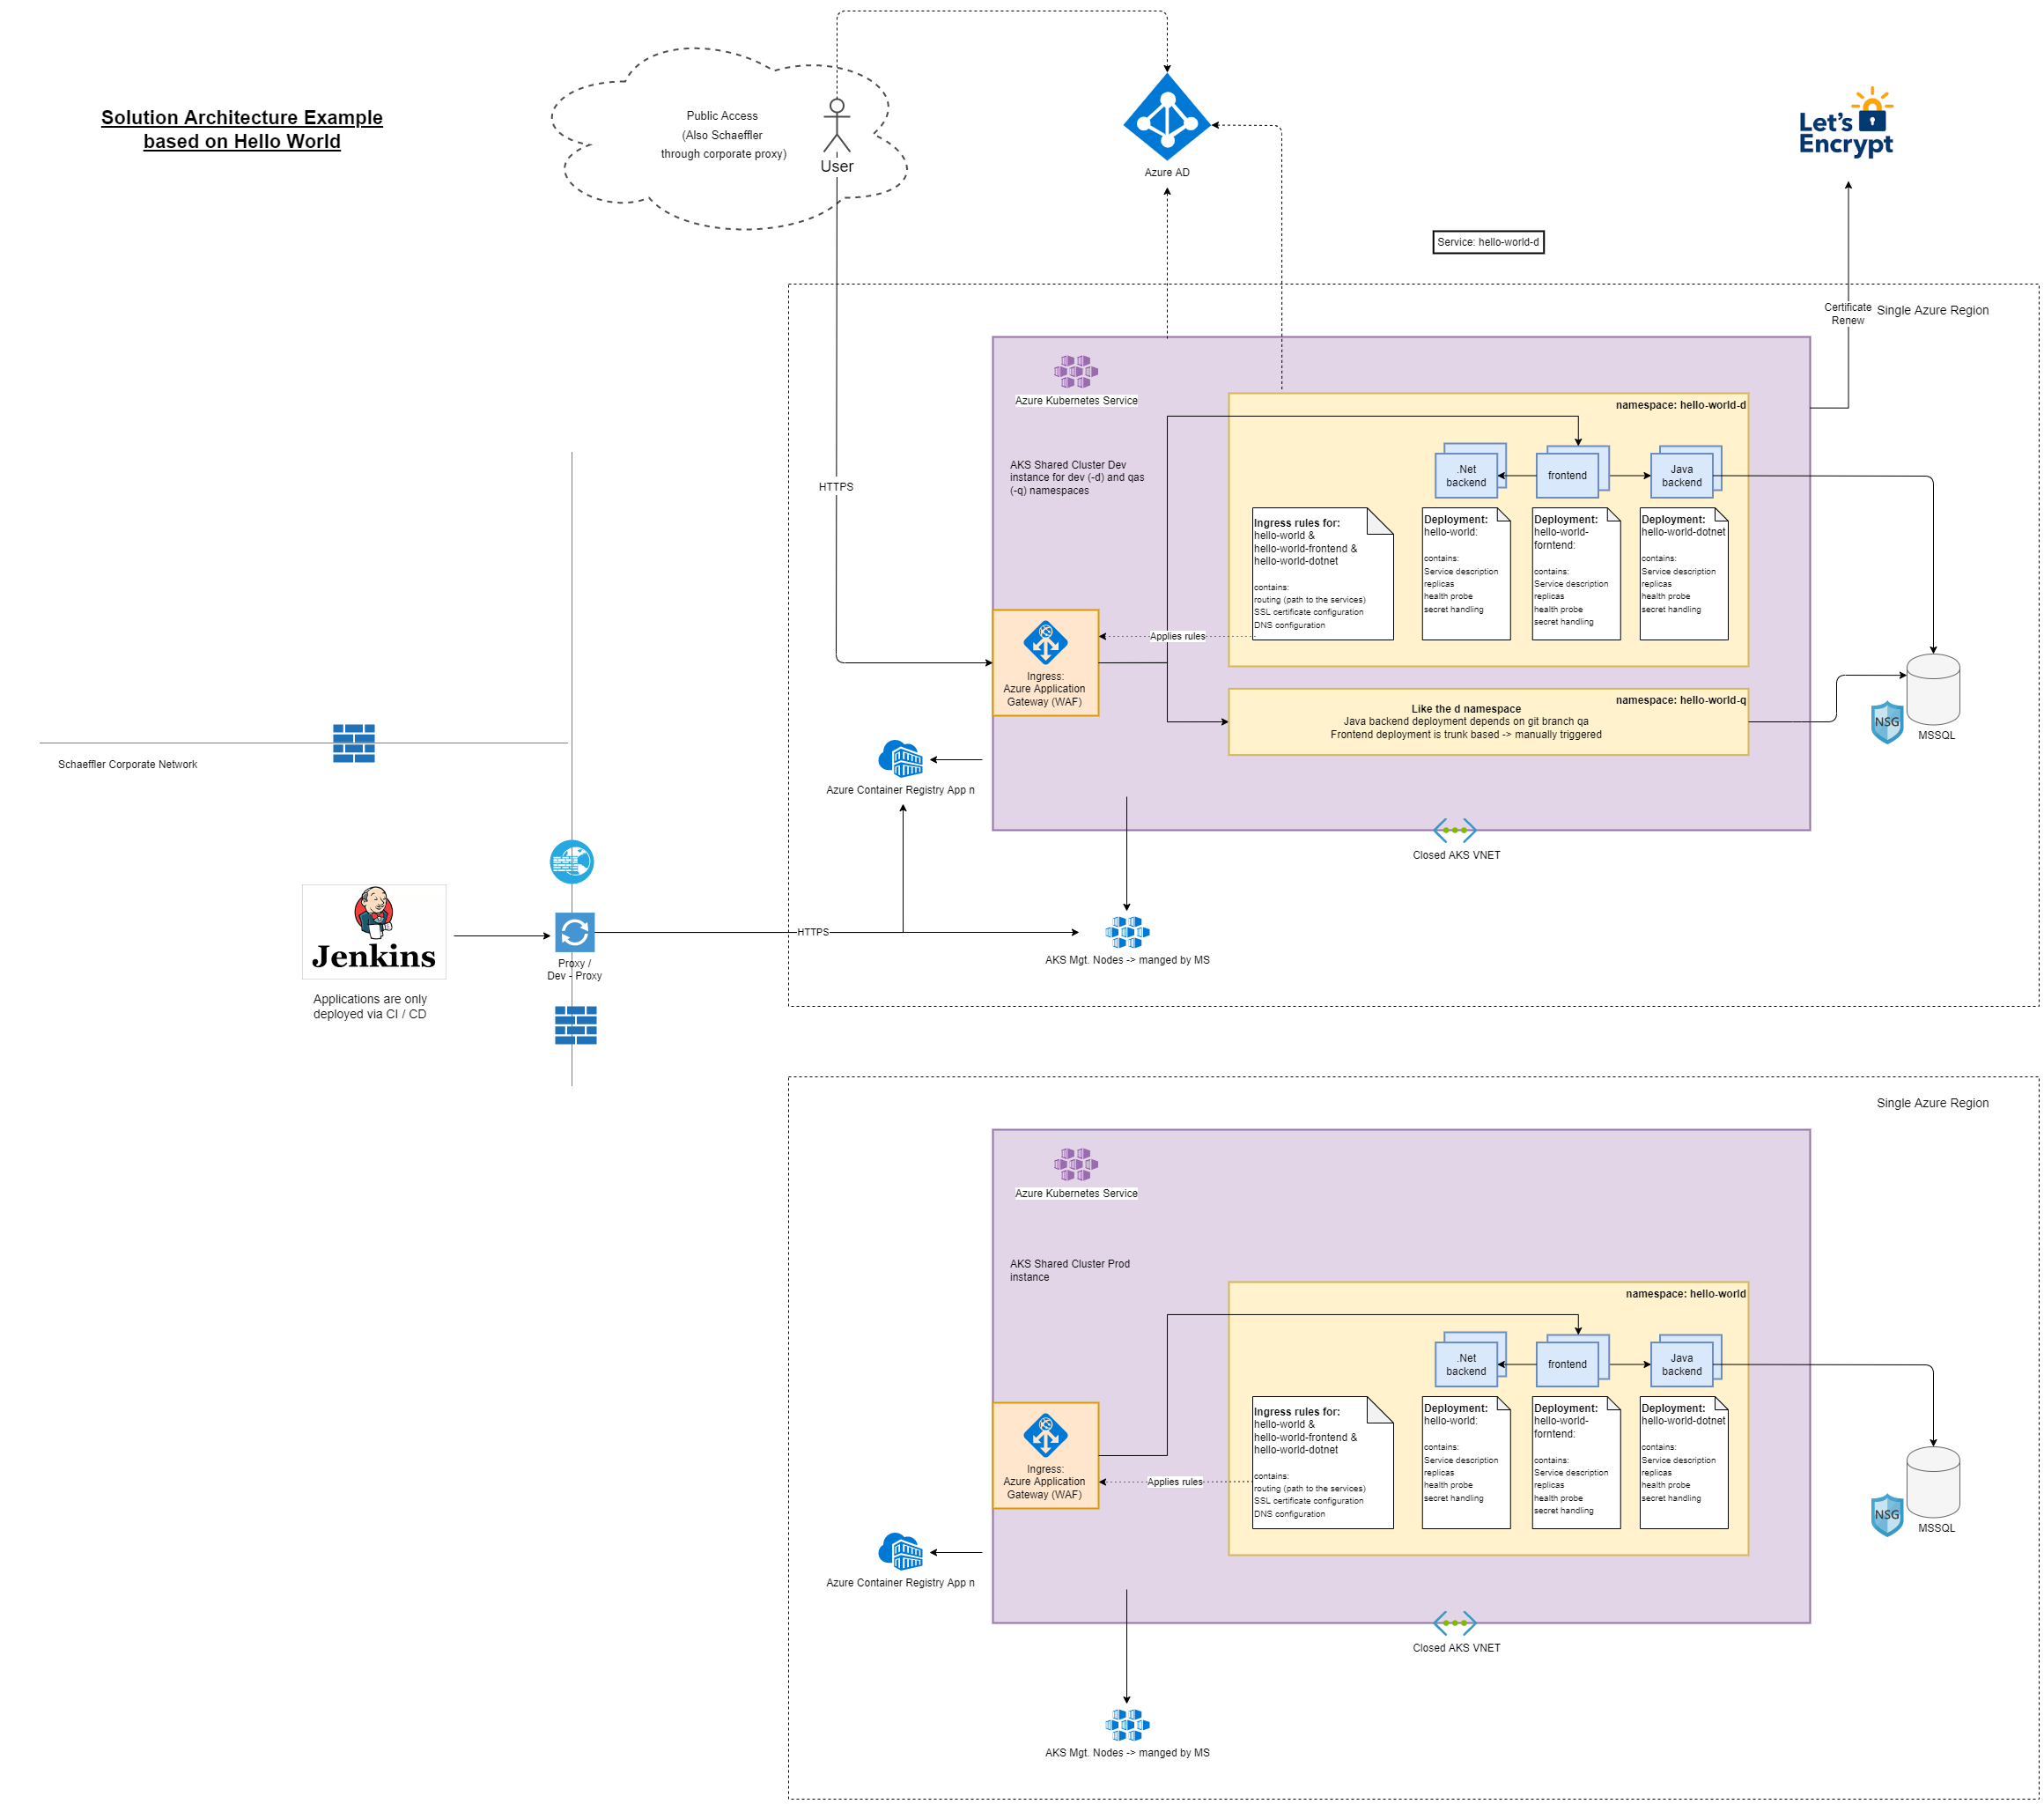 Solution Architecture Example
based on Hello World
Public Access
(Also Schaeffler
through corporate proxy)
User
Azure AD
Let's
Encrypt
Service: hello-world-d
Certificate
Renew
Single Azure Region
Azure Kubernetes Service
namespace: hello-world-d
AKS Shared Cluster Dev
instance for dev (-d) and qas
(-q) namespaces
HTTPS
.Net
backend
frontend
Java
backend
Ingress rules for:
hello-world &
hello-world-frontend &
hello-world-dotnet
contains:
routing (path to the services)
SSL certificate configuration
DNS configuration
Deployment:
hello-world:
contains:
Service description
replicas
health probe
secret handling
Deployment:
hello-world-
forntend:
contains:
Service description
replicas
health probe
secret handling
Deployment:
hello-world-dotnet
contains:
Service description
replicas
health probe
secret handling
Applies rules
Ingress:
Azure Application
Gateway (WAF)
namespace: hello-world-q
Like the d namespace
Java backend deployment depends on git branch qa
Frontend deployment is trunk based -> manually triggered
NSG
MSSQL
Schaeffler Corporate Network
Azure Container Registry App n
Closed AKS VNET
Jenkins
Applications are only
deployed via CI / CD
Proxy /
Dev - Proxy
HTTPS
AKS Mgt. Nodes -> manged by MS
Single Azure Region
Azure Kubernetes Service
AKS Shared Cluster Prod
instance
namespace: hello-world
.Net
backend
frontend
Java
backend
Ingress rules for:
hello-world &
hello-world-frontend &
hello-world-dotnet
contains:
routing (path to the services)
SSL certificate configuration
DNS configuration
Deployment:
hello-world:
contains:
Service description
replicas
health probe
secret handling
Deployment:
hello-world-
forntend:
contains:
Service description
replicas
health probe
secret handling
Deployment:
hello-world-dotnet
contains:
Service description
replicas
health probe
secret handling
Applies rules
Ingress:
Azure Application
Gateway (WAF)
NSG
MSSQL
Azure Container Registry App n
Closed AKS VNET
AKS Mgt. Nodes -> manged by MS